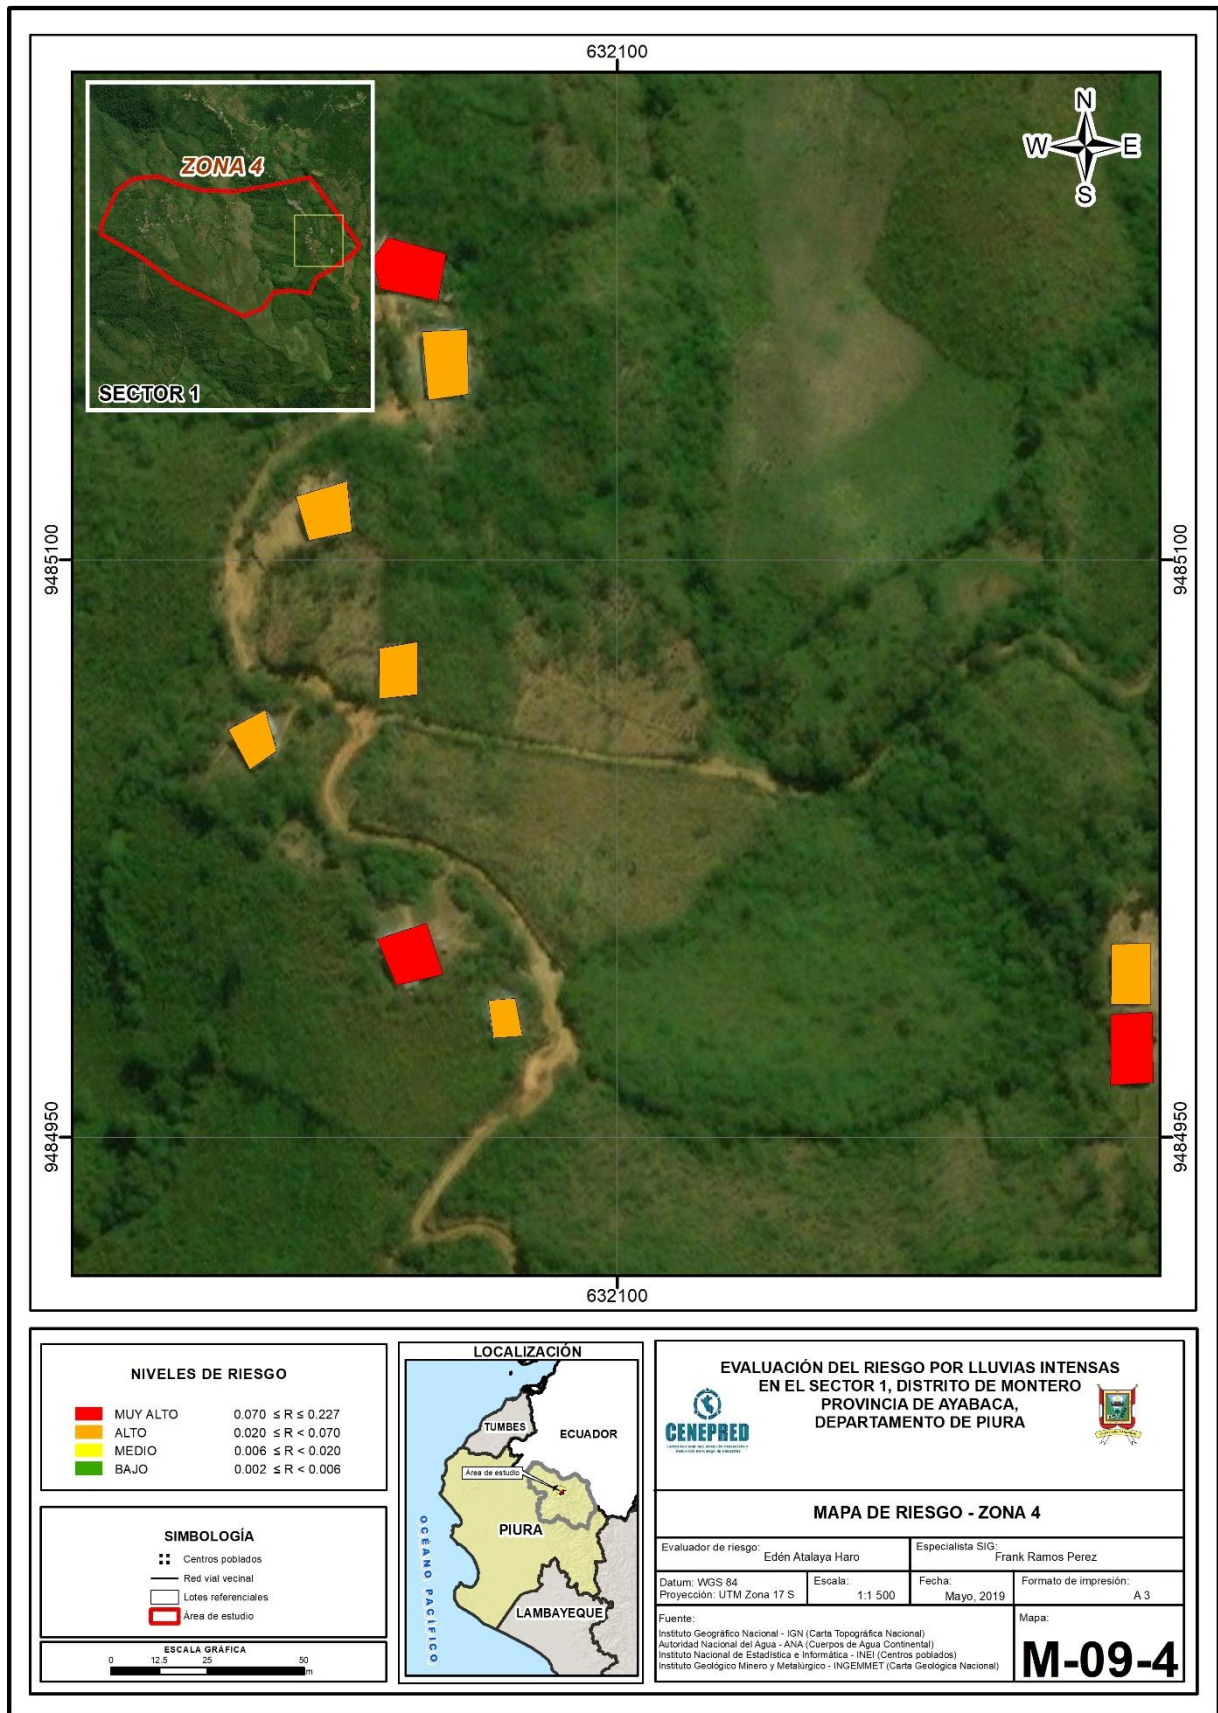 632100
ZONA 4
SECTOR 1
N
W
E
S
9485100
9485100
9484950
9484950
632100
NIVELES DE RIESGO
MUY ALTO 0.070 ≤ R ≤ 0.227
ALTO 0.020 ≤ R < 0.070
MEDIO 0.006 ≤ R < 0.020
BAJO 0.002 ≤ R < 0.006
SIMBOLOGÍA
Centros poblados
Red vial vecinal
Lotes referenciales
Área de estudio
ESCALA GRÁFICA
0 12.5 25 50
m
LOCALIZACIÓN
TUMBES
ECUADOR
Área de estudio
PIURA
OCÉANO PACÍFICO
LAMBAYEQUE
EVALUACIÓN DEL RIESGO POR LLUVIAS INTENSAS
EN EL SECTOR 1, DISTRITO DE MONTERO
PROVINCIA DE AYABACA,
DEPARTAMENTO DE PIURA
CENEPRED
MAPA DE RIESGO - ZONA 4
Evaluador de riesgo:
Edén Atalaya Haro
Especialista SIG:
Frank Ramos Perez
Datum: WGS 84
Proyección: UTM Zona 17 S
Escala:
1:1 500
Fecha:
Mayo, 2019
Formato de impresión:
A 3
Fuente:
Instituto Geográfico Nacional - IGN (Carta Topográfica Nacional)
Autoridad Nacional del Agua - ANA (Cuerpos de Agua Continental)
Instituto Nacional de Estadística e Informática - INEI (Centros poblados)
Instituto Geológico Minero y Metalúrgico - INGEMMET (Carta Geológica Nacional)
Mapa:
M-09-4